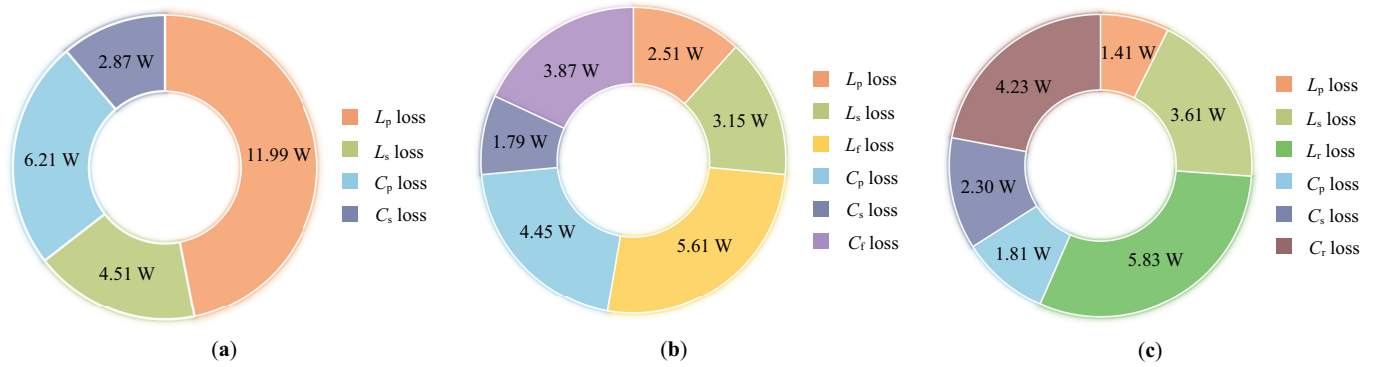 2.87 W
11.99 W
6.21 W
4.51 W
Lp loss
Ls loss
Cp loss
Cs loss
(a)
2.51 W
3.87 W
3.15 W
1.79 W
4.45 W
5.61 W
Lp loss
Ls loss
Lf loss
Cp loss
Cs loss
Cf loss
(b)
1.41 W
4.23 W
3.61 W
2.30 W
1.81 W
5.83 W
Lp loss
Ls loss
Lr loss
Cp loss
Cs loss
Cr loss
(c)